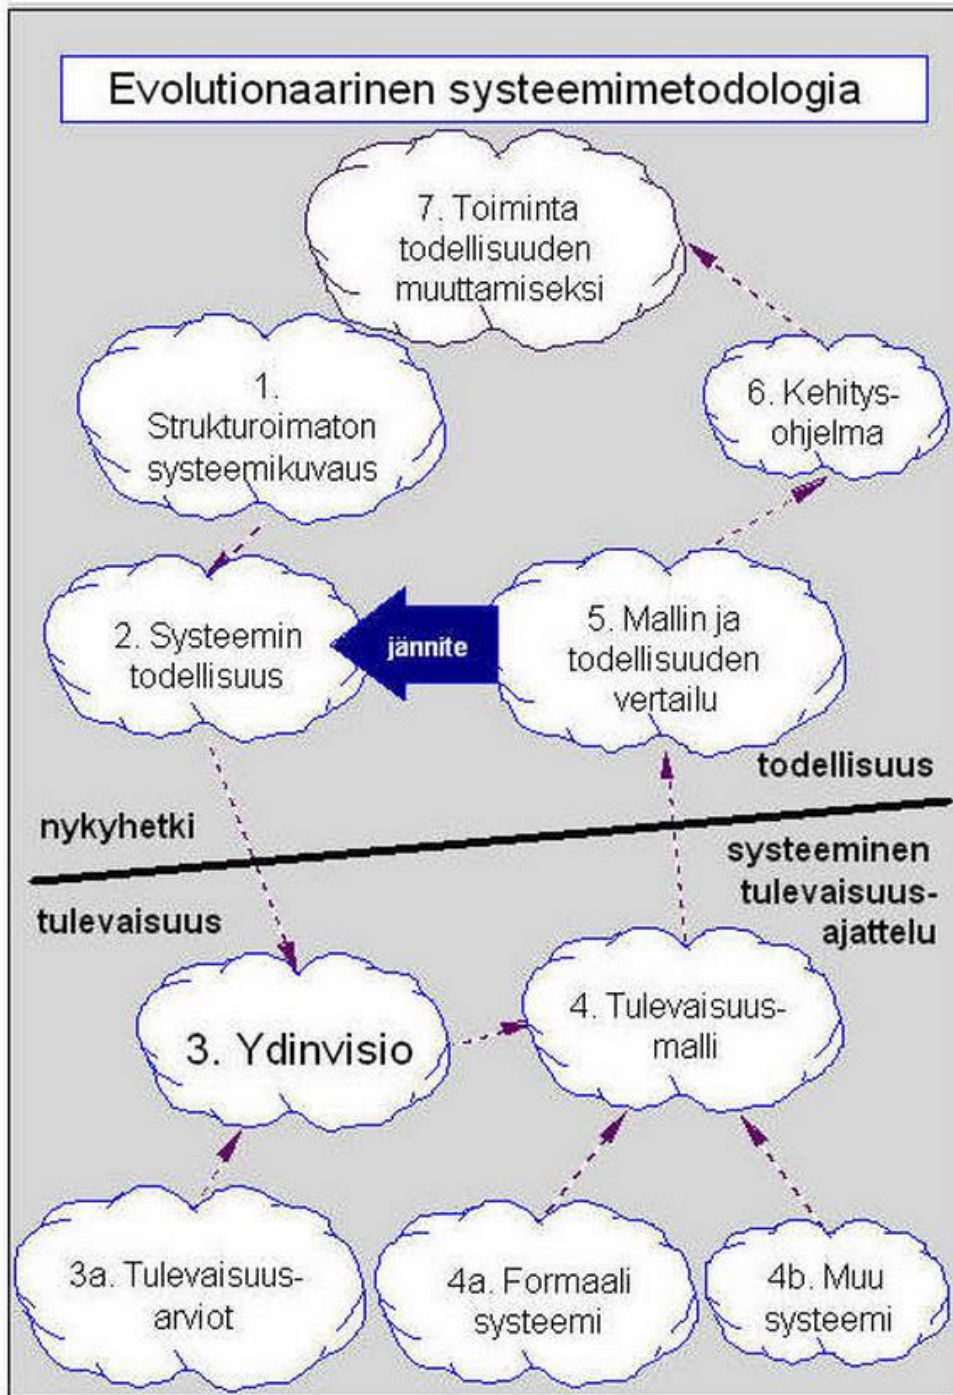 Evolutionaarinen systeemimetodologia
7. Toiminta
todellisuuden
muuttamiseksi
1.
Strukturoimaton
systeemikuvaus
6. Kehitys-
ohjelma
2. Systeemin
todellisuus
jännite
5. Mallin ja
todellisuuden
vertailu
todellisuus
nykyhetki
systeeminen
tulevaisuus-
ajattelu
tulevaisuus
3. Ydinvisio
4. Tulevaisuus-
malli
3a. Tulevaisuus-
arviot
4a. Formaali
systeemi
4b. Muu
systeemi